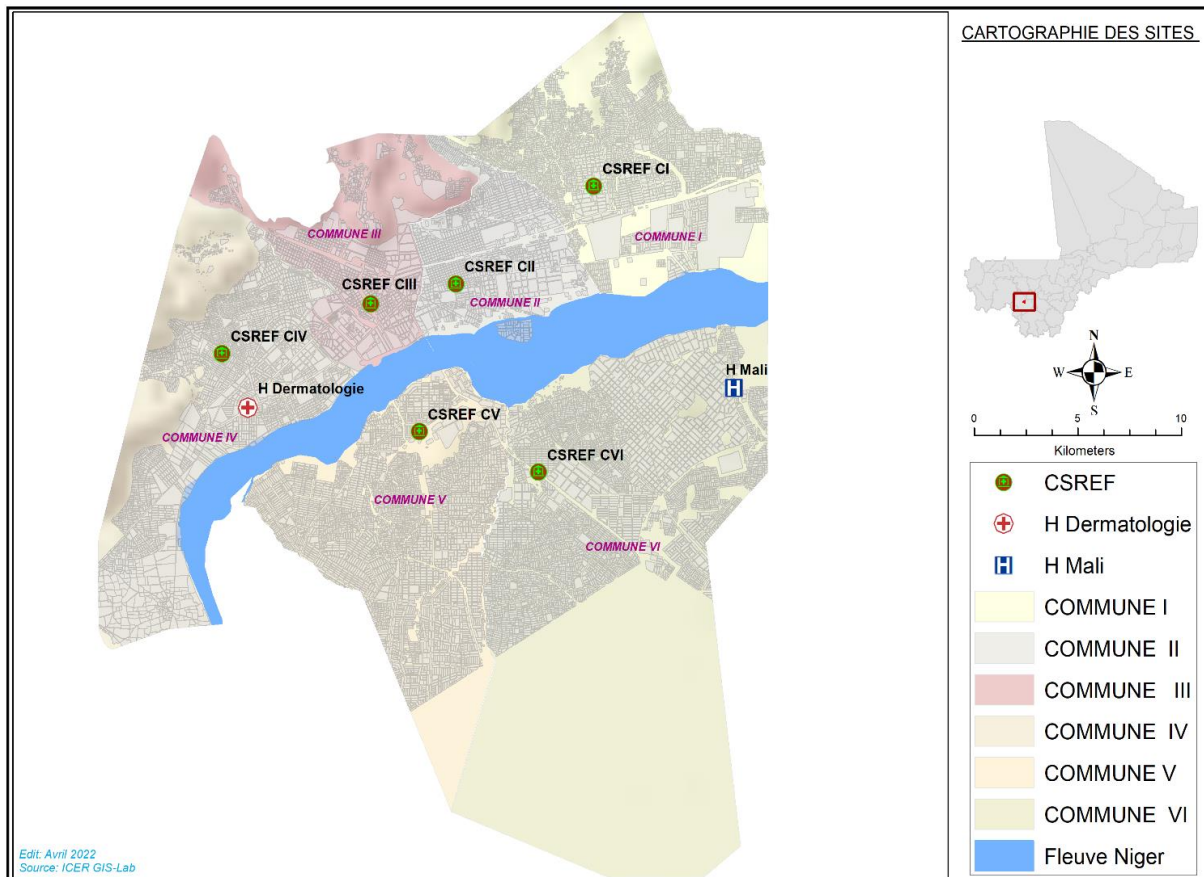 CARTOGRAPHIE DES SITES
CSREF CI
COMMUNE III
COMMUNE I
CSREF CII
CSREF CIII
COMMUNE II
CSREF CIV
H Mali
H Dermatologie
CSREF CV
COMMUNE IV
CSREF CVI
COMMUNE V
COMMUNE VI
N
W E
S
0 5 10
Kilometers
CSREF
H Dermatologie
H
H Mali
COMMUNE I
COMMUNE II
COMMUNE III
COMMUNE IV
COMMUNE V
COMMUNE VI
Fleuve Niger
Edit: Avril 2022
Source: ICER GIS-Lab